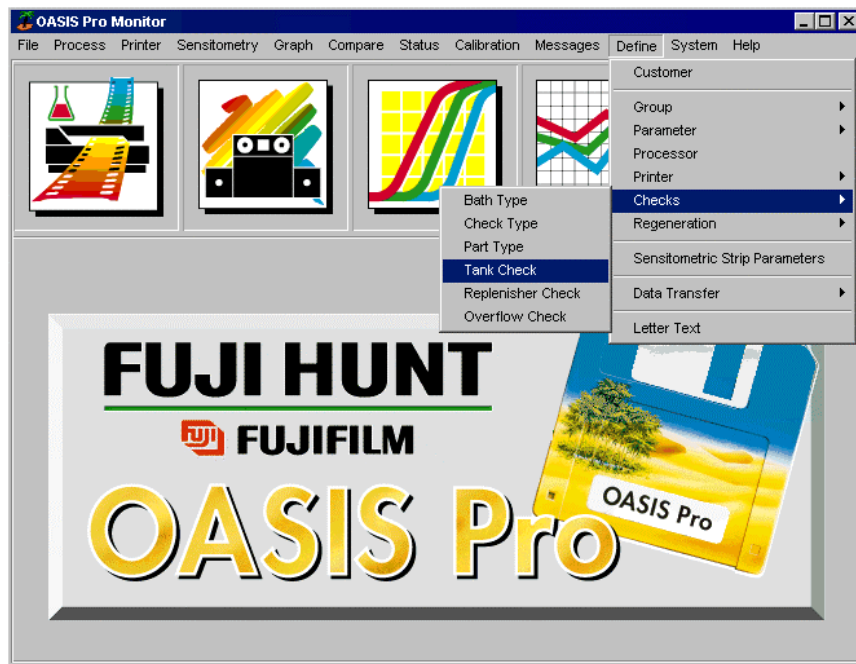 OASIS Pro Monitor
File Process Printer Sensitometry Graph Compare Status Calibration Messages Define System Help
Customer
Group
Parameter
Processor
Printer
Checks
Regeneration
Sensitometric Strip Parameters
Data Transfer
Letter Text
Bath Type
Check Type
Part Type
Tank Check
Replenisher Check
Overflow Check
FUJI HUNT
FUJI FUJIFILM
OASIS Pro
OASIS Pro